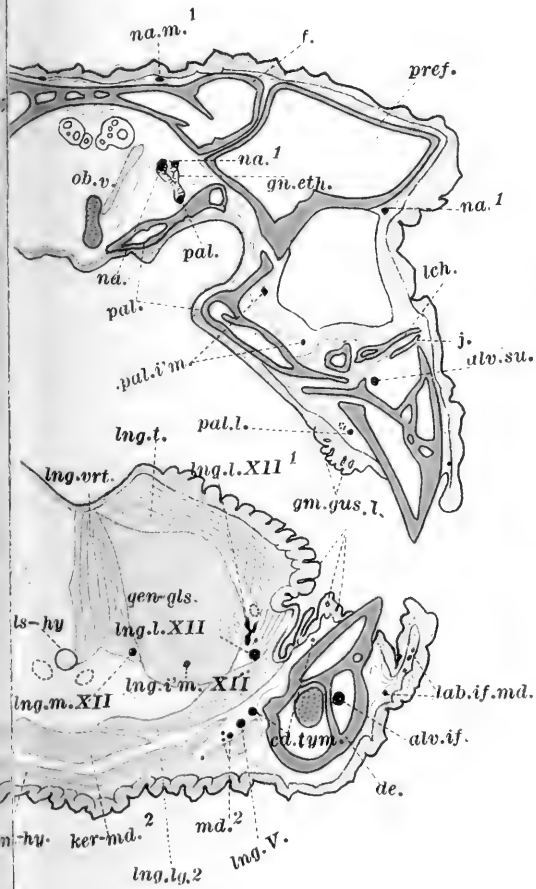 na.m.¹
f.
pref.
na.¹
ob.v.
gn.eth.
na.¹
pal.
na.
lch.
pal.
j.
pal.i'm.
alv.su.
pal.l.
lng.t.
lng.l.XII¹
lng.vrt.
gm.gus.l.
gen-gls.
ls-hy
lng.l.XII
lng.i'm. XII
lng.m.XII
lab.if.md.
cd.tym.
alv.if.
de.
n-hy.
ker-md.²
md.²
lng.V.
lng.lg.2